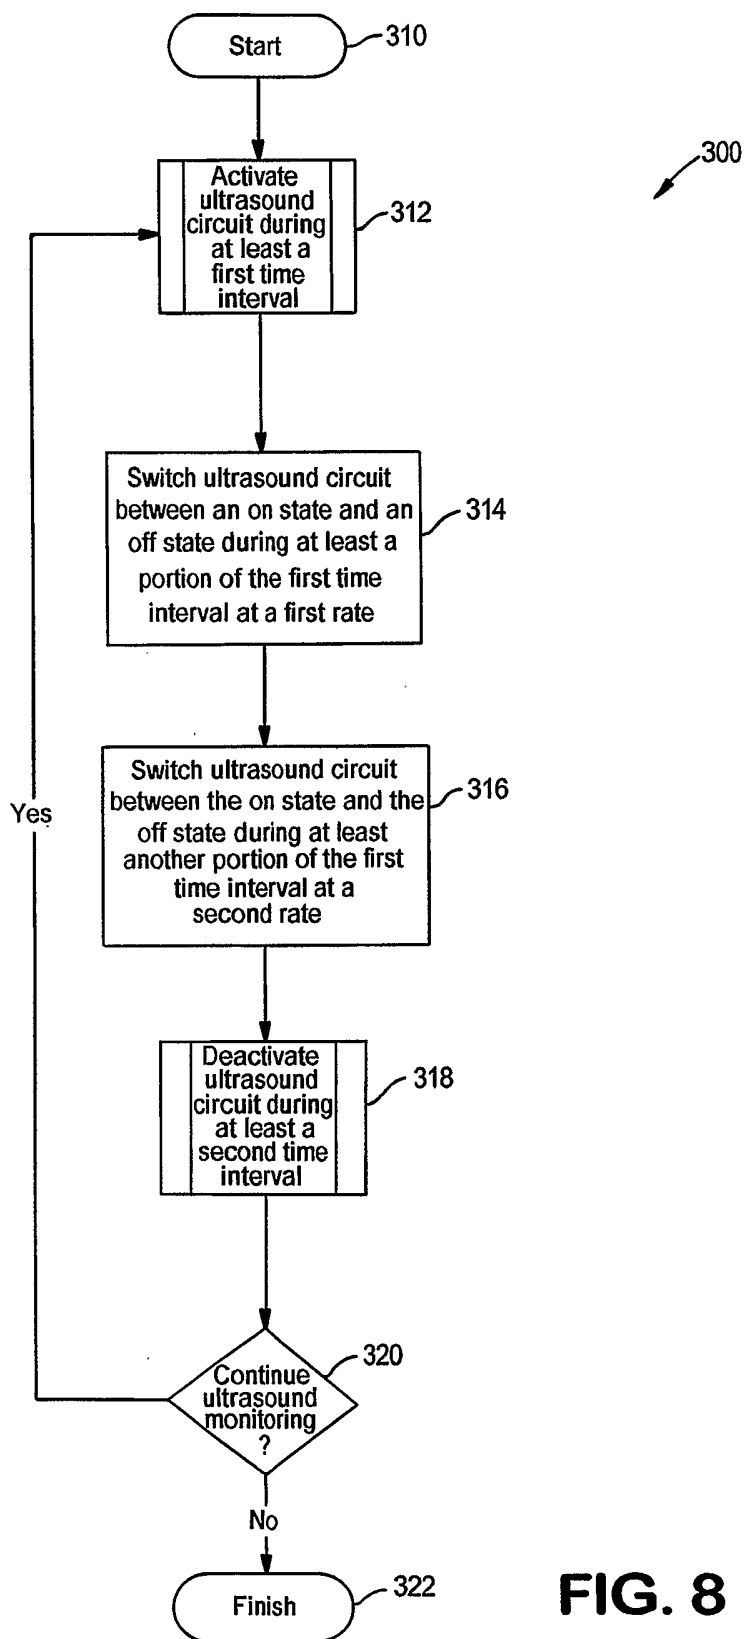 Start
310
300
Activate
ultrasound
circuit during
at least a
first time
interval
312
Switch ultrasound circuit
between an on state and an
off state during at least a
portion of the first time
interval at a first rate
314
Switch ultrasound circuit
between the on state and the
off state during at least
another portion of the first
time interval at a
second rate
316
Yes
Deactivate
ultrasound
circuit during
at least a
second time
interval
318
Continue
ultrasound
monitoring
?
320
No
Finish
322
FIG. 8